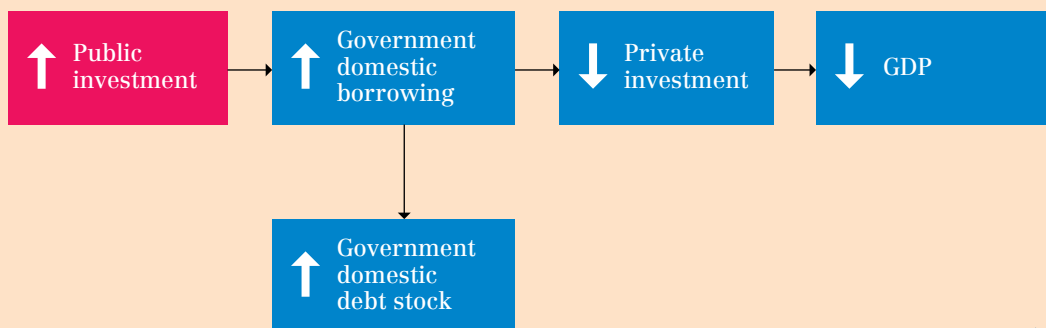 Public
investment
Government
domestic
borrowing
Private
investment
GDP
Government
domestic
debt stock